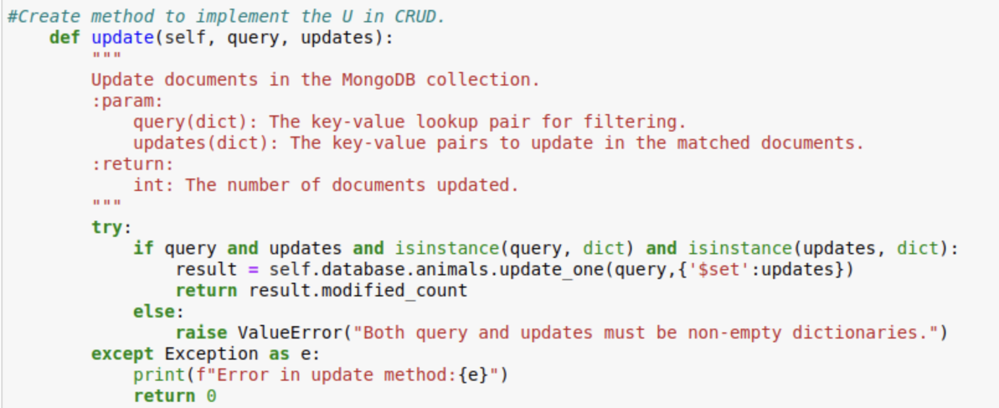 #Create method to implement the U in CRUD.
    def update(self, query, updates):
        """
        Update documents in the MongoDB collection.
        :param:
            query(dict): The key-value lookup pair for filtering.
            updates(dict): The key-value pairs to update in the matched documents.
        :return:
            int: The number of documents updated.
        """
        try:
            if query and updates and isinstance(query, dict) and isinstance(updates, dict):
                result = self.database.animals.update_one(query,{'$set':updates})
                return result.modified_count
            else:
                raise ValueError("Both query and updates must be non-empty dictionaries.")
        except Exception as e:
            print(f"Error in update method:{e}")
            return 0